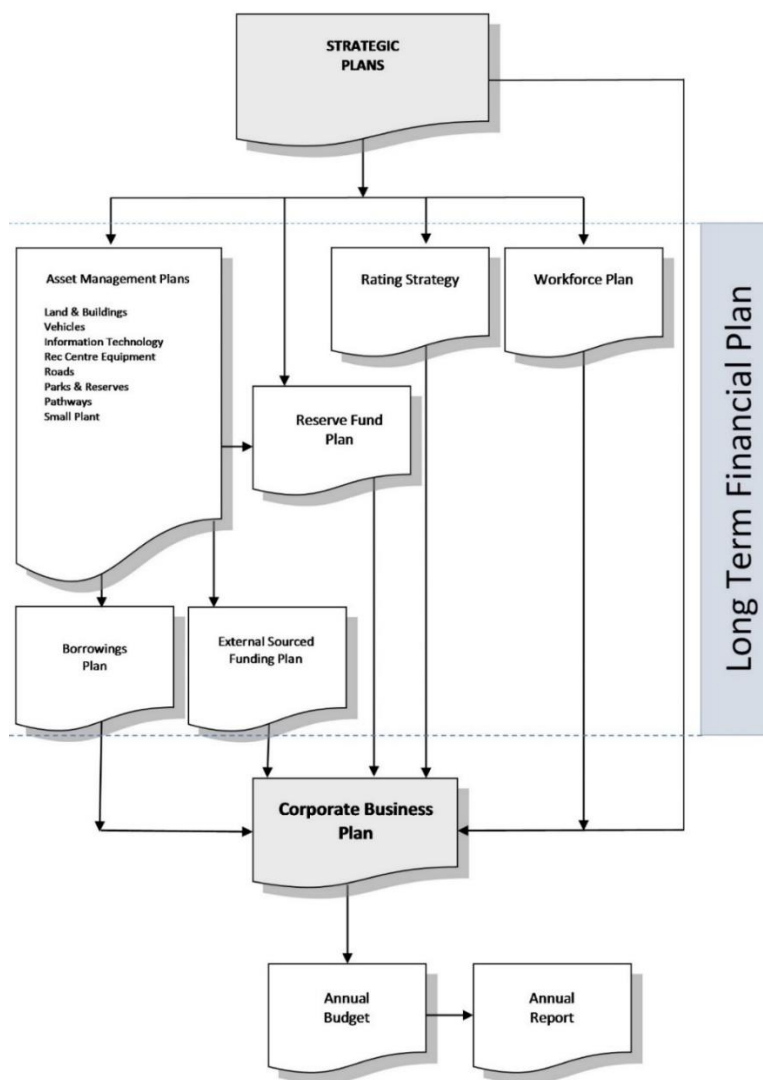 STRATEGIC
PLANS
Asset Management Plans
Land & Buildings
Vehicles
Information Technology
Rec Centre Equipment
Roads
Parks & Reserves
Pathways
Small Plant
Rating Strategy
Workforce Plan
Reserve Fund
Plan
Borrowings
Plan
External Sourced
Funding Plan
Long Term Financial Plan
Corporate Business
Plan
Annual
Budget
Annual
Report